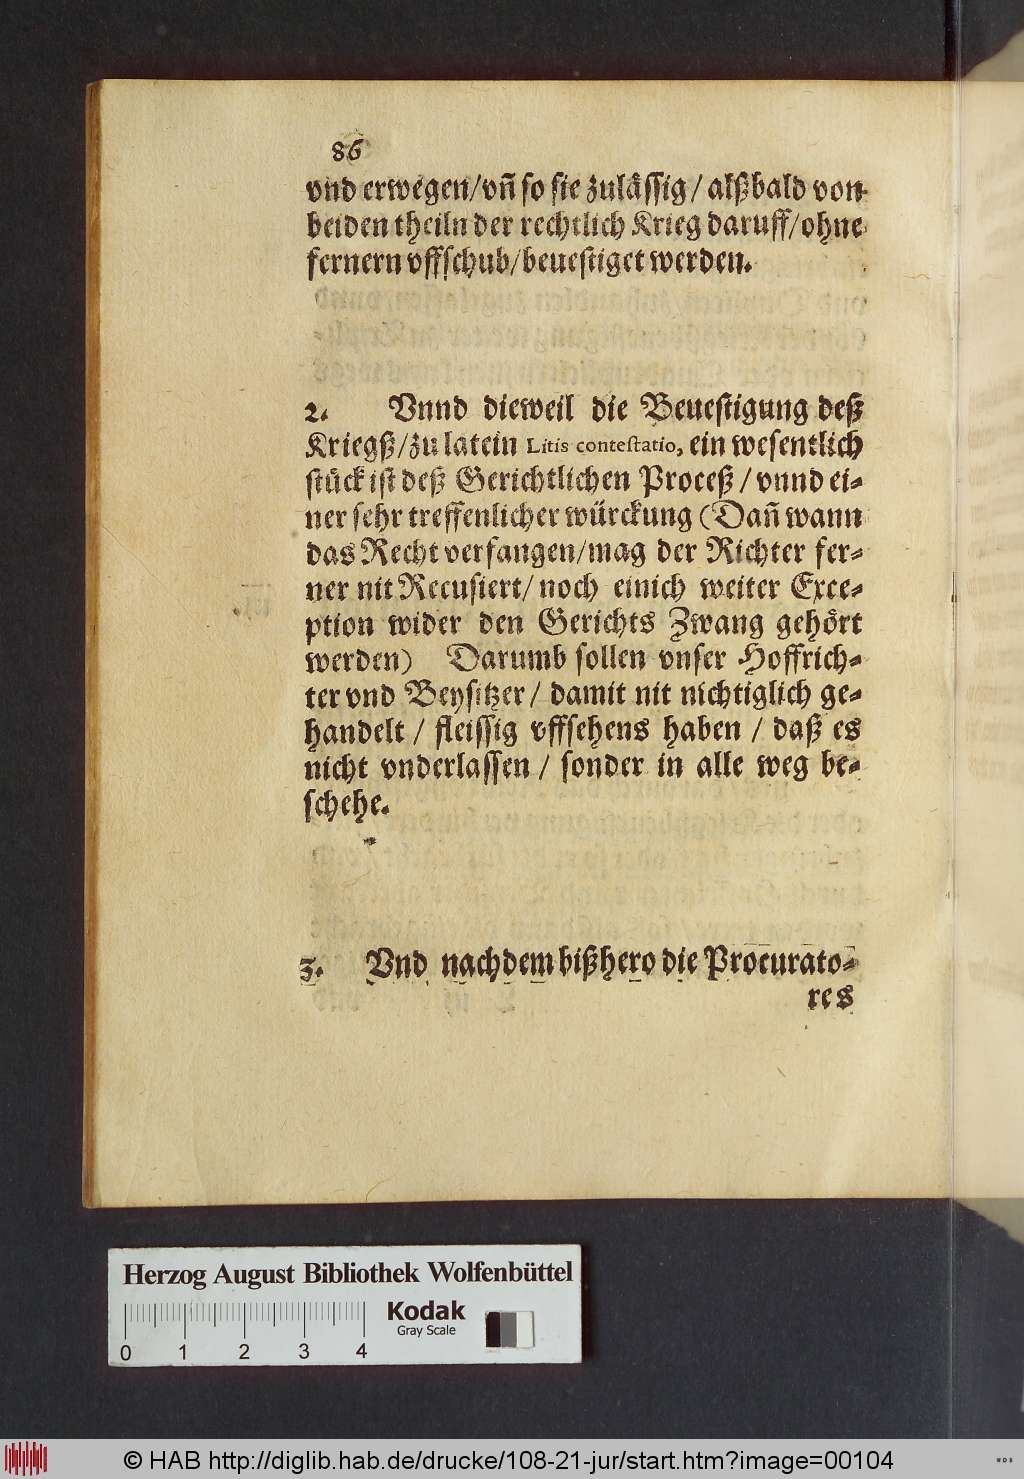 86
vnd erwegen/vñ so sie zulässig/ alßbald von
beiden theiln der rechtlich Krieg daruff/ohne
fernern vffschub/beuestiget werden.
2. Vnnd dieweil die Beuestigung deß
Kriegß/zu latein Litis contestatio, ein wesentlich
stück ist deß Gerichtlichen Proceß/ vnnd ei-
ner sehr treffenlicher würckung (Dañ wann
das Recht verfangen/mag der Richter fer-
ner nit Recusiert/ noch einich weiter Exce-
ption wider den Gerichts Zwang gehört
werden) Darumb sollen vnser Hoffrich-
ter vnd Beysitzer/ damit nit nichtiglich ge-
handelt/ fleissig vffsehens haben/ daß es
nicht vnderlassen/ sonder in alle weg be-
schehe.
3. Vnd nachdem bißhero die Procurato-
res
Herzog August Bibliothek Wolfenbüttel
Kodak
Gray Scale
0 1 2 3 4
© HAB http://diglib.hab.de/drucke/108-21-jur/start.htm?image=00104